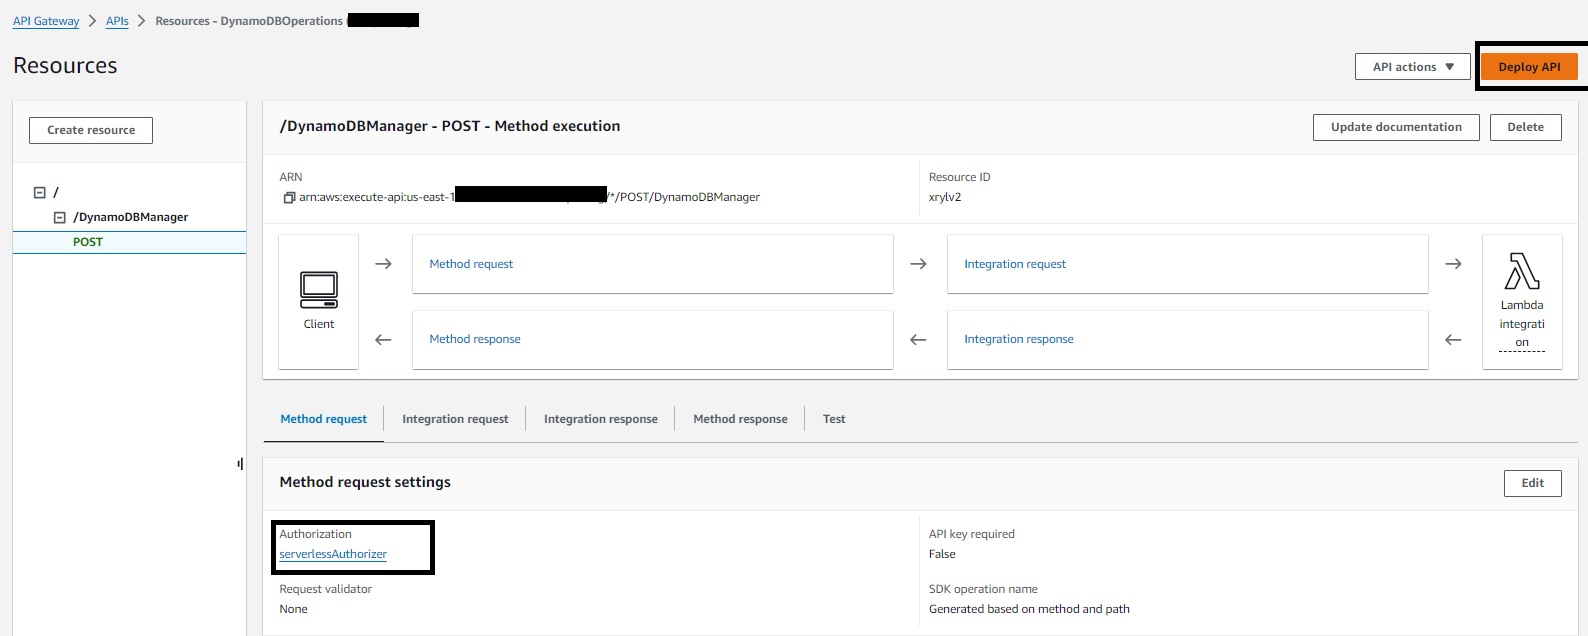 API Gateway > APIs > Resources - DynamoDBOperations (
Resources
API actions ▼
Deploy API
Create resource
/
/DynamoDBManager
POST
/DynamoDBManager - POST - Method execution
Update documentation
Delete
ARN
arn:aws:execute-api:us-east-1 /*/POST/DynamoDBManager
Resource ID
xrylv2
Client
Method request
Integration request
Method response
Integration response
Lambda
integrati
on
Method request
Integration request
Integration response
Method response
Test
Method request settings
Edit
Authorization
serverlessAuthorizer
API key required
False
Request validator
None
SDK operation name
Generated based on method and path